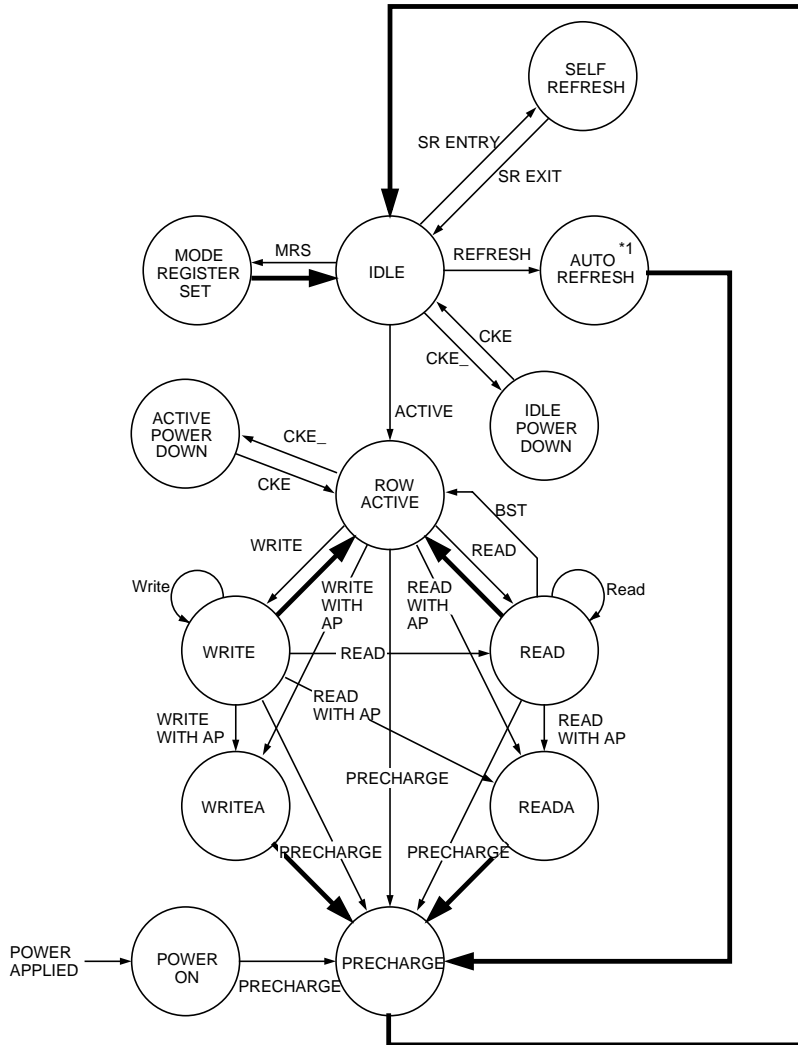 SELF
REFRESH
SR ENTRY
SR EXIT
MODE
REGISTER
SET
MRS
IDLE
REFRESH
*1
AUTO
REFRESH
CKE
CKE_
IDLE
POWER
DOWN
ACTIVE
ACTIVE
POWER
DOWN
CKE_
CKE
ROW
ACTIVE
BST
WRITE
READ
Write
WRITE
WITH
AP
READ
WITH
AP
Read
WRITE
READ
READ
READ
WITH AP
WRITE
WITH AP
READ
WITH AP
PRECHARGE
WRITEA
READA
PRECHARGE
PRECHARGE
POWER
APPLIED
POWER
ON
PRECHARGE
PRECHARGE